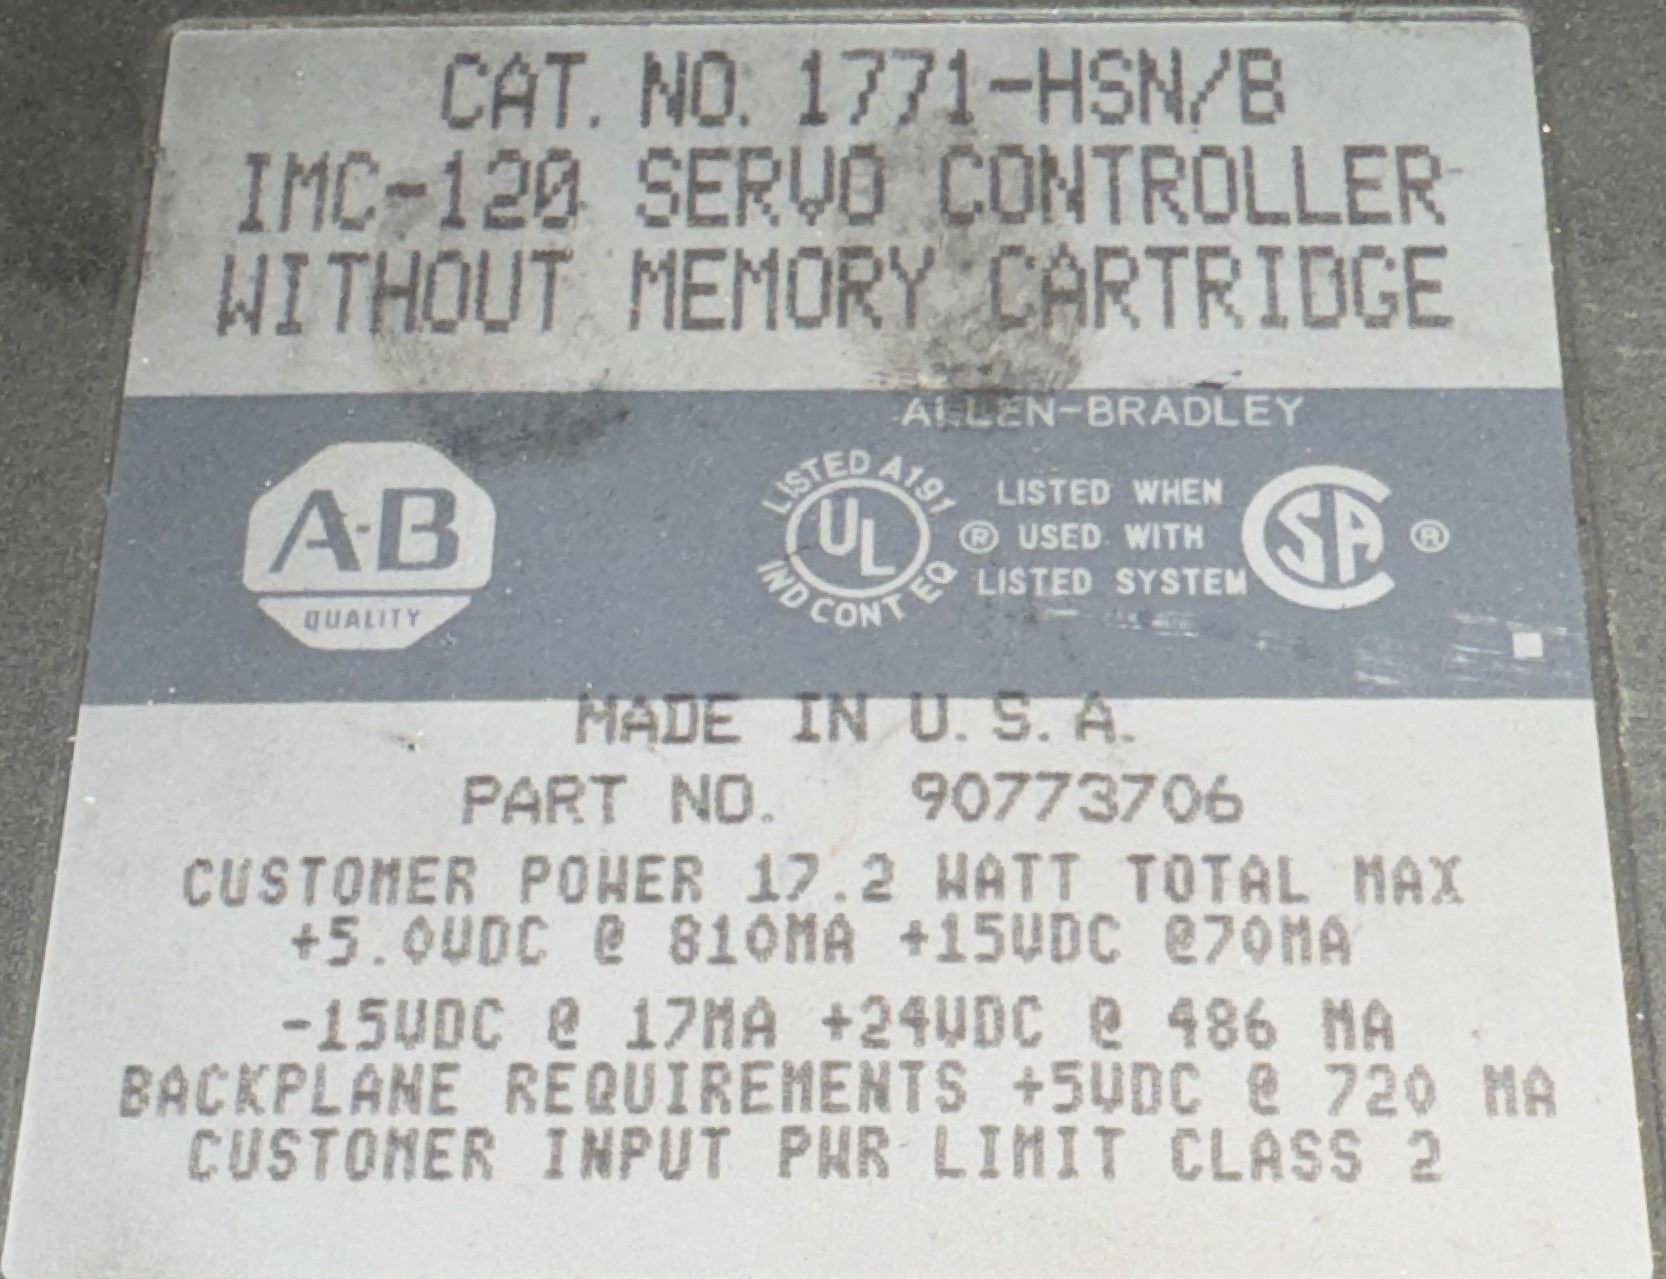 CAT. NO. 1771-HSN/B
IMC-120 SERVO CONTROLLER
WITHOUT MEMORY CARTRIDGE
ALLEN-BRADLEY
A-B
QUALITY
LISTED A191
UL
IND CONT EQ
®
LISTED WHEN
USED WITH
LISTED SYSTEM
SA
®
MADE IN U.S.A.
PART NO. 90773706
CUSTOMER POWER 17.2 WATT TOTAL MAX
+5.0VDC @ 810MA +15VDC @70MA
-15VDC @ 17MA +24VDC @ 486 MA
BACKPLANE REQUIREMENTS +5VDC @ 720 MA
CUSTOMER INPUT PWR LIMIT CLASS 2